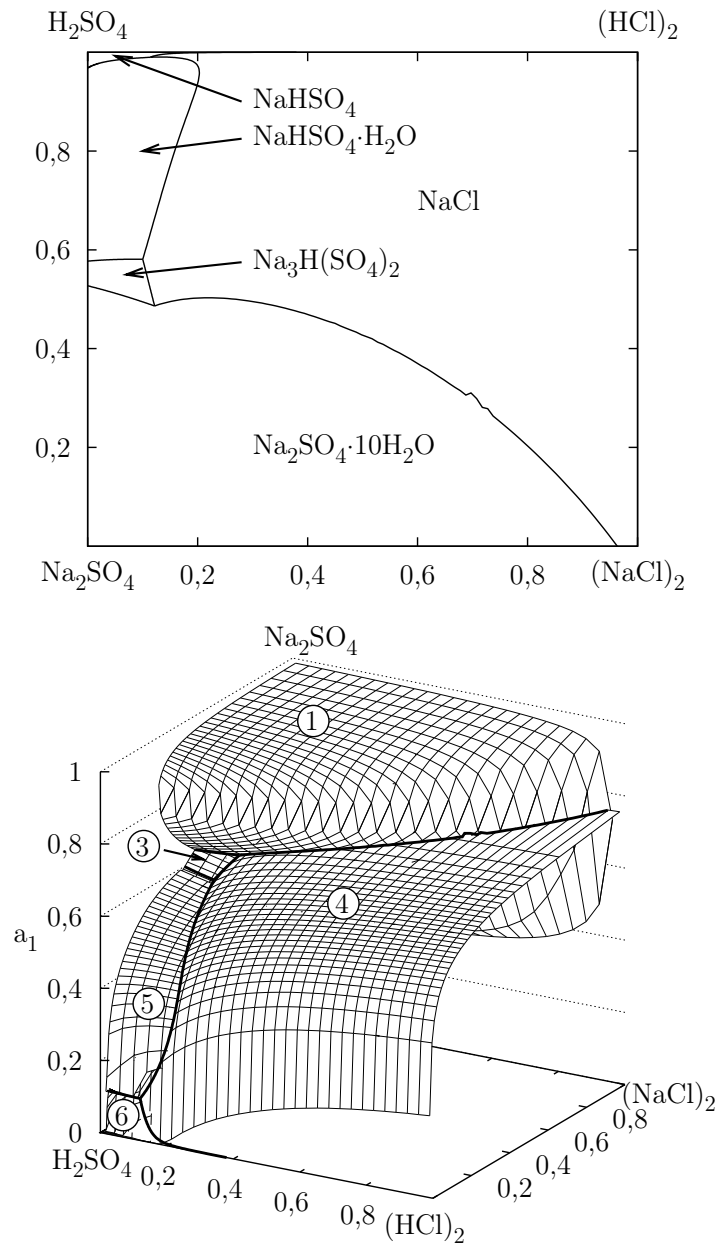 H₂SO₄ (HCl)₂
NaHSO₄
NaHSO₄·H₂O
0,8
NaCl
0,6
Na₃H(SO₄)₂
0,4
Na₂SO₄·10H₂O
0,2
Na₂SO₄ 0,2 0,4 0,6 0,8 (NaCl)₂
Na₂SO₄
1
1
0,8
3
4
0,6
a₁
0,4
5
0,2
6
0
(NaCl)₂
0,8
0,6
0,4
0,2
H₂SO₄ 0,2 0,4 0,6 0,8 (HCl)₂